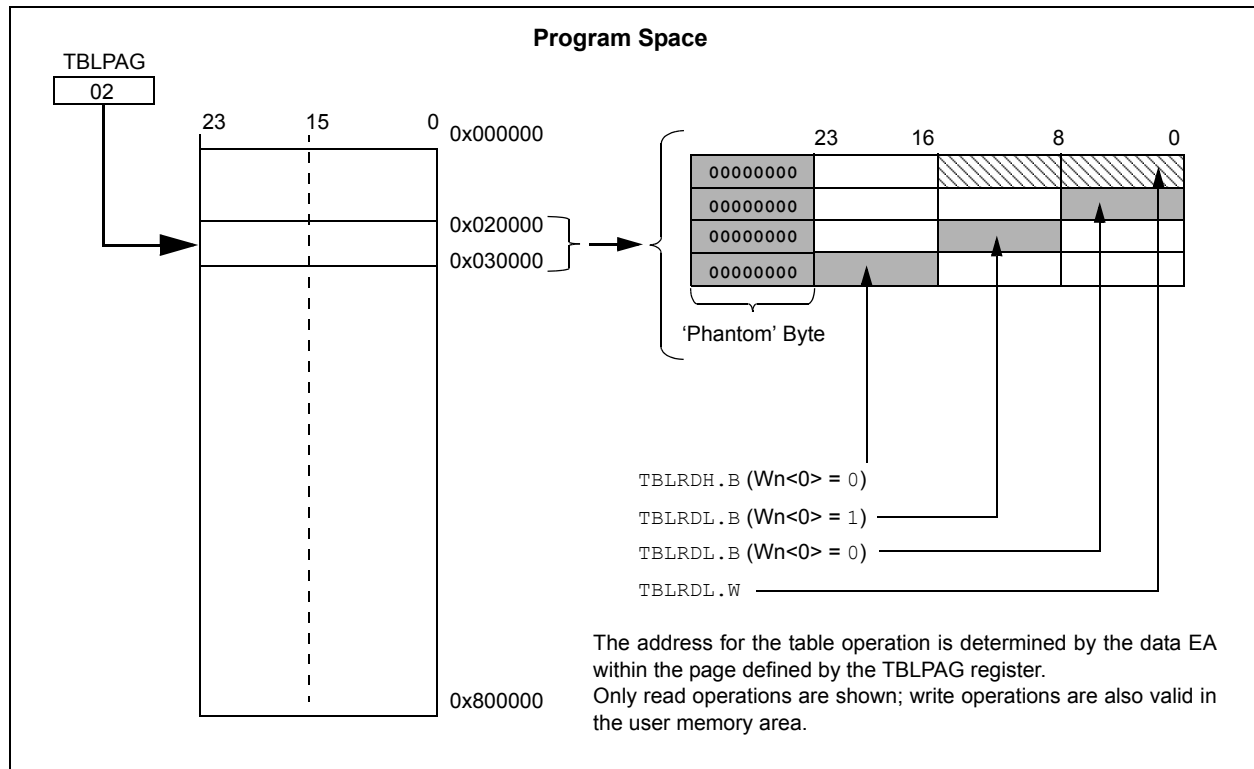 Program Space
TBLPAG
02
23 15 0
0x000000
0x020000
0x030000
0x800000
23 16 8 0
00000000
00000000
00000000
00000000
‘Phantom’ Byte
TBLRDH.B (Wn<0> = 0)
TBLRDL.B (Wn<0> = 1)
TBLRDL.B (Wn<0> = 0)
TBLRDL.W
The address for the table operation is determined by the data EA
within the page defined by the TBLPAG register.
Only read operations are shown; write operations are also valid in
the user memory area.